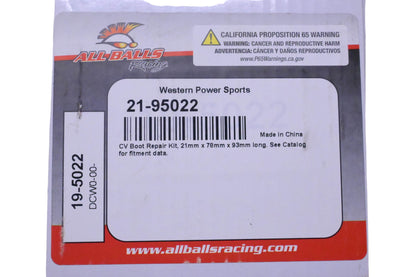 ALL BALLS
Racing
CALIFORNIA PROPOSITION 65 WARNING
WARNING: CANCER AND REPRODUCTIVE HARM
ADVERTENCIA: CÁNCER Y DAÑOS REPRODUCTIVOS
www.P65Warnings.ca.gov
Western Power Sports
21-95022
Made in China
CV Boot Repair Kit, 21mm x 78mm x 93mm long. See Catalog
for fitment data.
19-5022
DCW0-00-
www.allballsracing.com